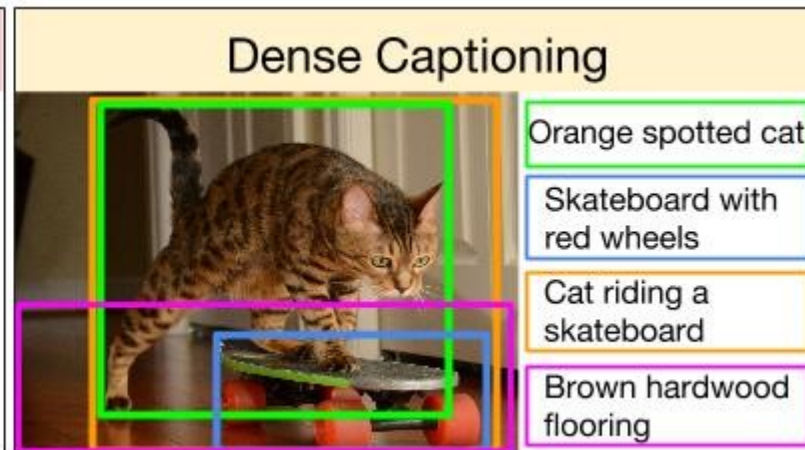 Dense Captioning
Orange spotted cat
Skateboard with
red wheels
Cat riding a
skateboard
Brown hardwood
flooring